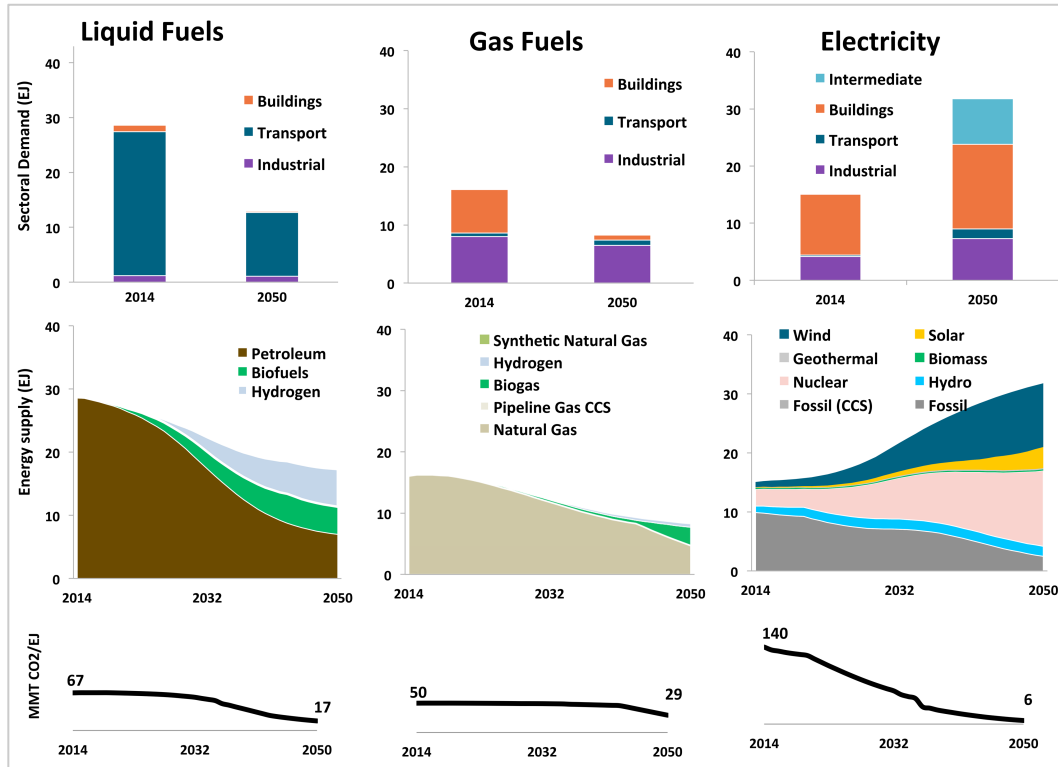 Liquid Fuels
Sectoral Demand (EJ)
40
30
20
10
0
Buildings
Transport
Industrial
2014
2050
Gas Fuels
40
30
20
10
0
Buildings
Transport
Industrial
2014
2050
Electricity
40
30
20
10
0
Intermediate
Buildings
Transport
Industrial
2014
2050
Energy supply (EJ)
40
30
20
10
0
Petroleum
Biofuels
Hydrogen
2014
2032
2050
40
30
20
10
0
Synthetic Natural Gas
Hydrogen
Biogas
Pipeline Gas CCS
Natural Gas
2014
2032
2050
40
30
20
10
0
Wind
Solar
Geothermal
Biomass
Nuclear
Hydro
Fossil (CCS)
Fossil
2014
2032
2050
MMT CO2/EJ
67
17
2014
2032
2050
50
29
2014
2032
2050
140
6
2014
2032
2050